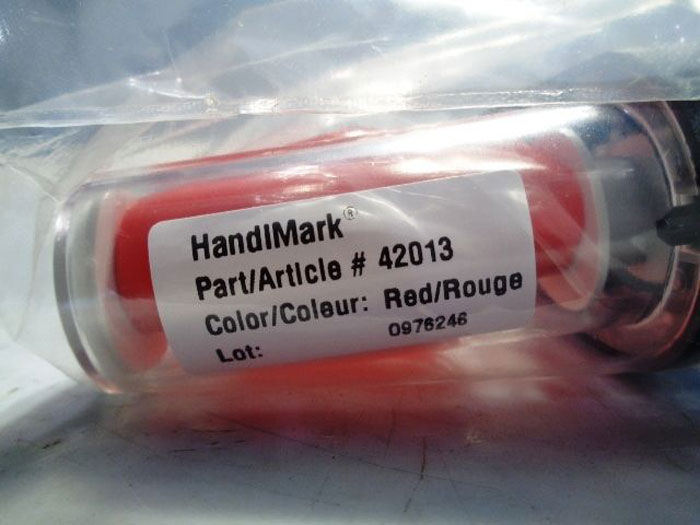 HandiMark®
Part/Article # 42013
Color/Coleur: Red/Rouge
Lot: 0976246